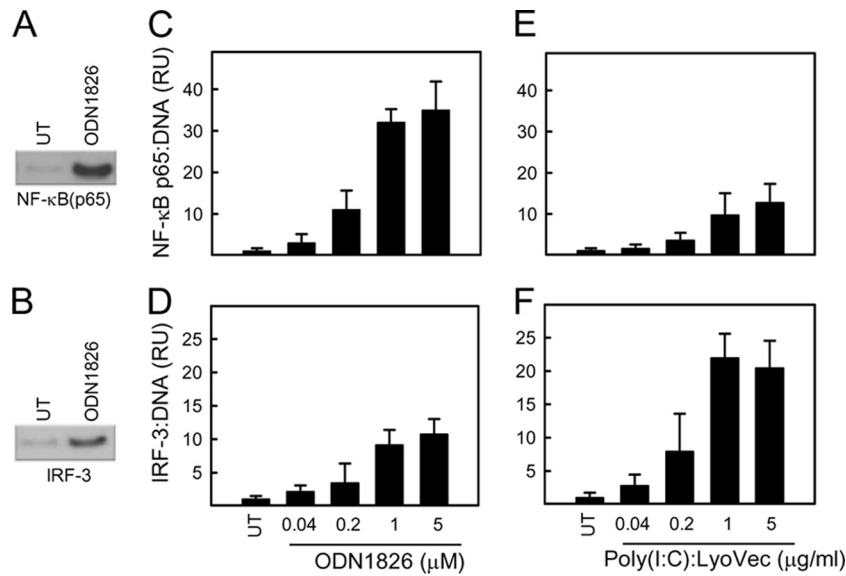 A
UT
ODN1826
NF-κB(p65)
B
UT
ODN1826
IRF-3
C
NF-κB p65:DNA (RU)
40
30
20
10
D
IRF-3:DNA (RU)
25
20
15
10
5
UT
0.04 0.2 1 5
ODN1826 (μM)
E
40
30
20
10
F
25
20
15
10
5
UT
0.04 0.2 1 5
Poly(I:C):LyoVec (μg/ml)